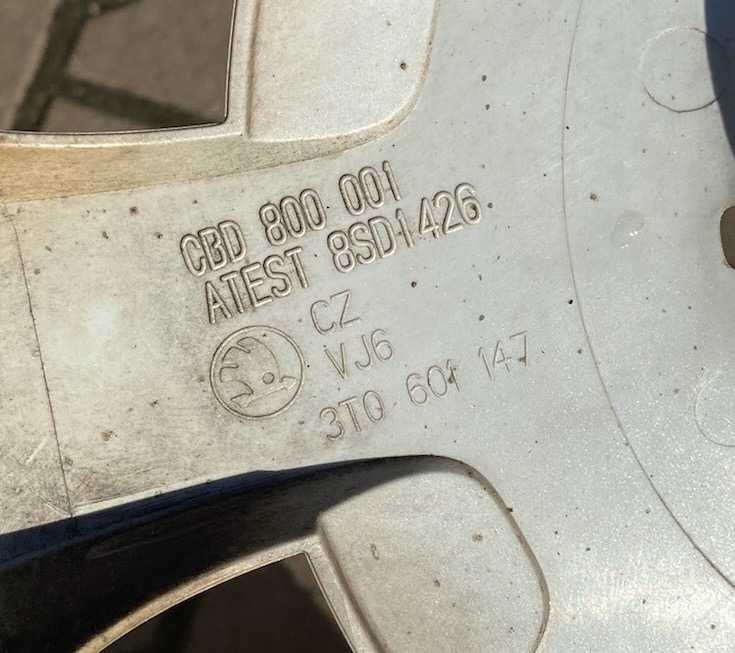 CBD 800 001
ATEST 8SD1426
CZ
VJ6
3T0 601 147